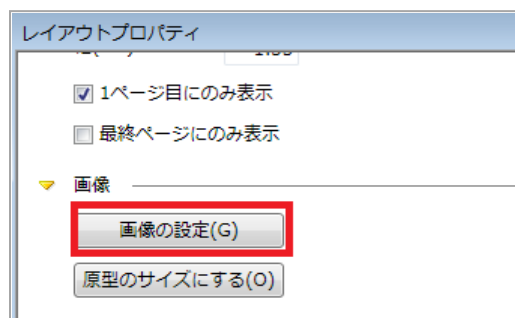 レイアウトプロパティ
1ページ目にのみ表示
最終ページにのみ表示
画像
画像の設定(G)
原型のサイズにする(O)